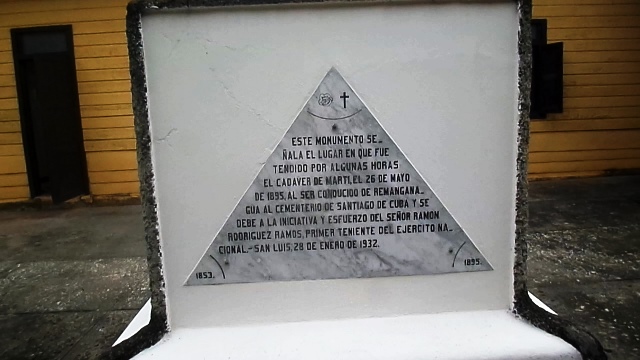 ESTE MONUMENTO SE_
ÑALA EL LUGAR EN QUE FUE
TENDIDO POR ALGUNAS HORAS
EL CADAVER DE MARTI, EL 26 DE MAYO
DE 1895, AL SER CONDUCIDO DE REMANGANA_
GUA AL CEMENTERIO DE SANTIAGO DE CUBA Y SE
DEBE A LA INICIATIVA Y ESFUERZO DEL SEÑOR RAMON
RODRIGUEZ RAMOS, PRIMER TENIENTE DEL EJERCITO NA_
CIONAL.-SAN LUIS, 28 DE ENERO DE 1932.
1853. 1895.